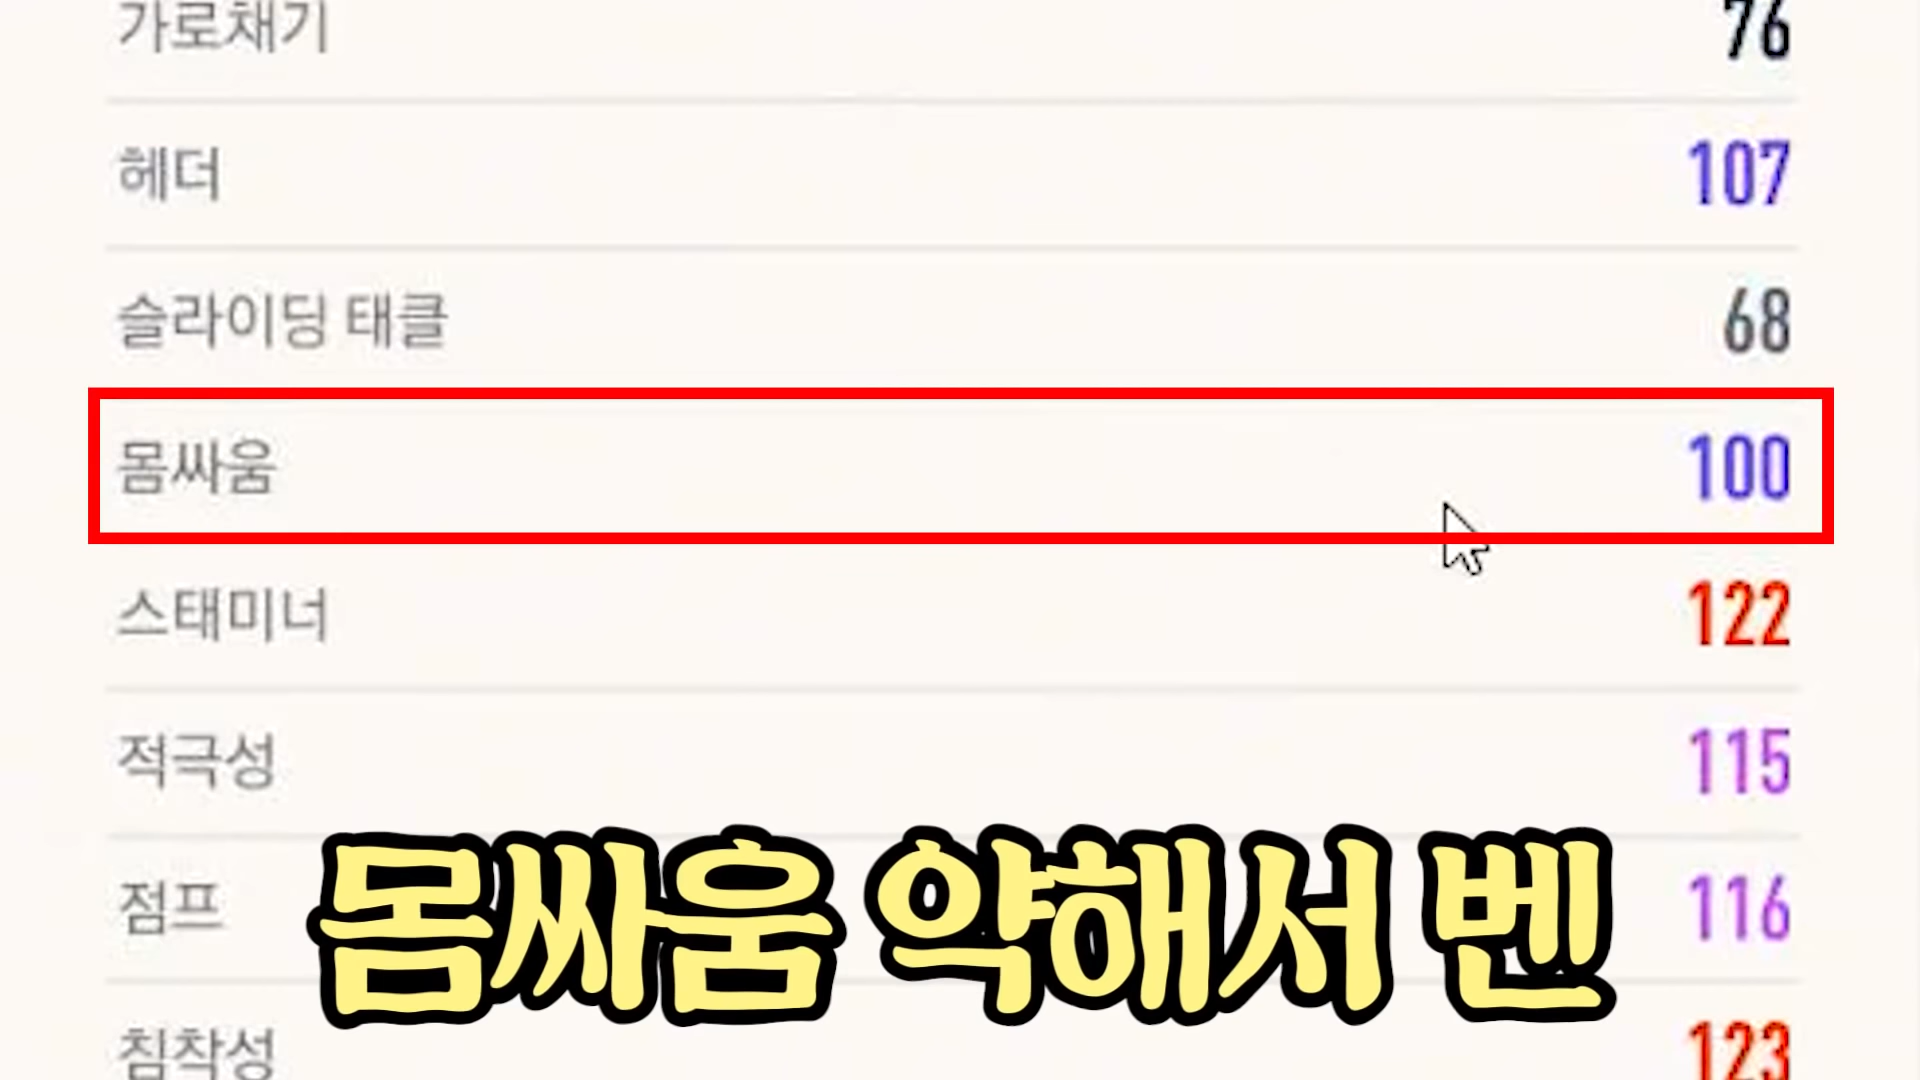 가로채기 76
헤더 107
슬라이딩 태클 68
몸싸움 100
스태미너 122
적극성 115
점프 116
몸싸움 약해서 벤
침착성 123